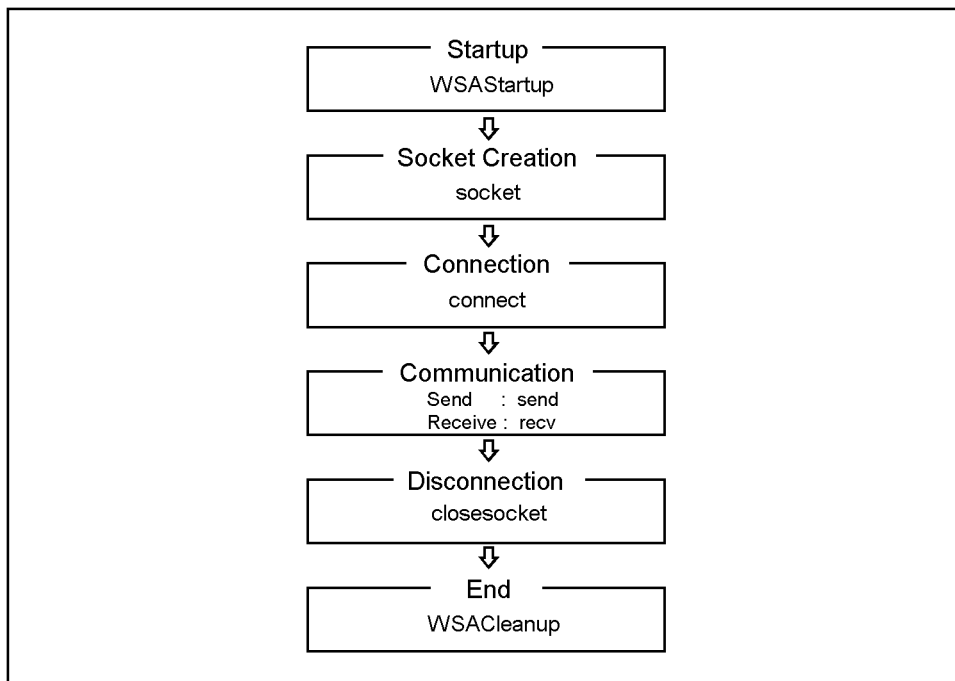 Startup
WSAStartup
Socket Creation
socket
Connection
connect
Communication
Send : send
Receive : recv
Disconnection
closesocket
End
WSACleanup